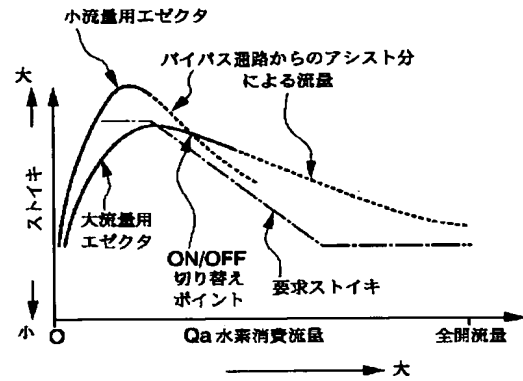 小流量用エゼクタ
バイパス通路からのアシスト分
による流量
大
ストイキ
小
大流量用
エゼクタ
ON/OFF
切り替え
ポイント
要求ストイキ
O
Qa 水素消費流量
全開流量
大